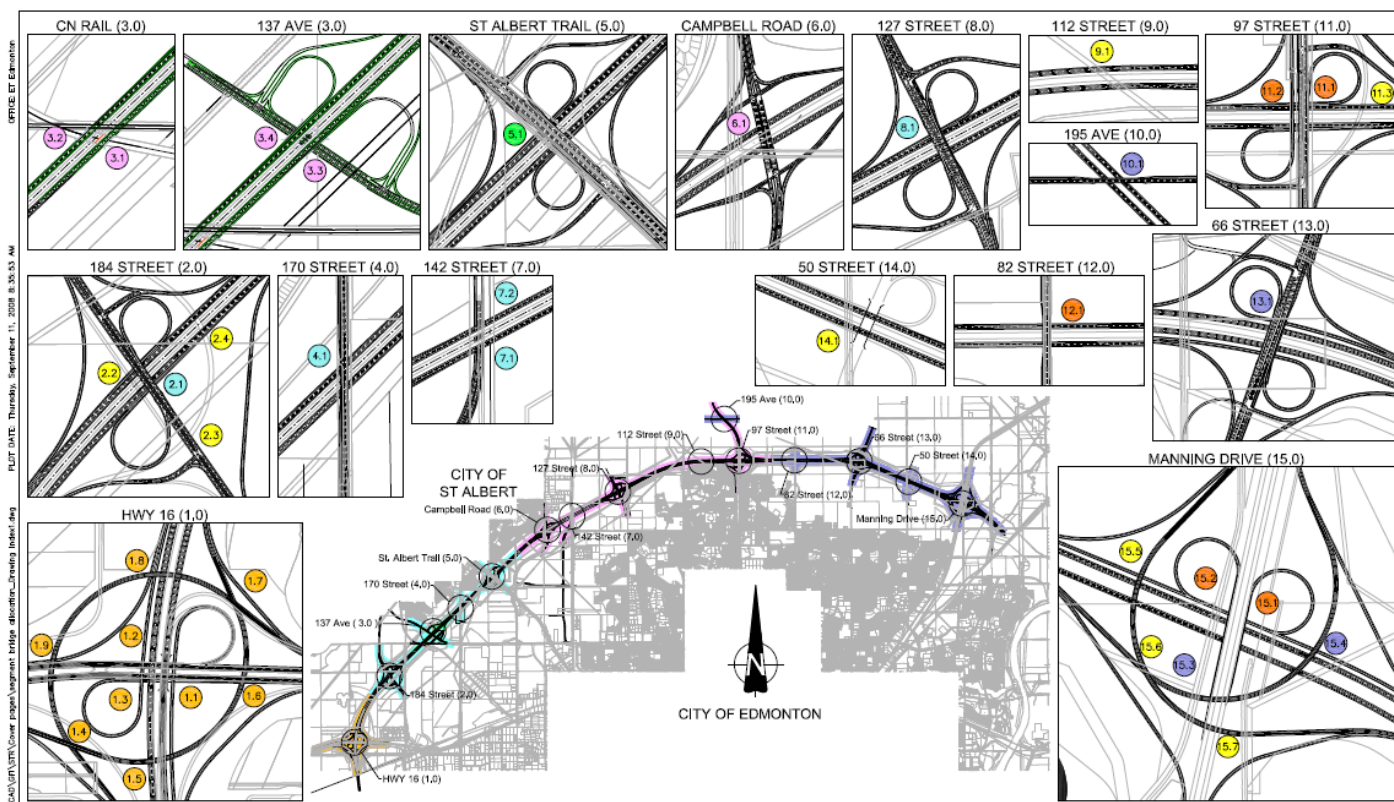 CN RAIL (3.0)
137 AVE (3.0)
ST ALBERT TRAIL (5.0)
CAMPBELL ROAD (6.0)
127 STREET (8.0)
112 STREET (9.0)
97 STREET (11.0)
3.2
3.1
3.4
3.3
5.1
6.1
8.1
9.1
11.2
11.1
11.3
195 AVE (10.0)
10.1
66 STREET (13.0)
13.1
184 STREET (2.0)
170 STREET (4.0)
142 STREET (7.0)
50 STREET (14.0)
82 STREET (12.0)
2.4
2.2
2.1
2.3
4.1
7.2
7.1
14.1
12.1
MANNING DRIVE (15.0)
15.5
15.2
15.1
15.6
15.3
15.4
15.7
HWY 16 (1.0)
1.8
1.7
1.2
1.9
1.3
1.1
1.6
1.4
1.5
195 Ave (10.0)
112 Street (9.0)
97 Street (11.0)
66 Street (13.0)
127 Street (8.0)
50 Street (14.0)
82 Street (12.0)
CITY OF
ST ALBERT
Campbell Road (6.0)
142 Street (7.0)
Manning Drive (15.0)
St. Albert Trail (5.0)
170 Street (4.0)
137 Ave ( 3.0 )
184 Street (2.0)
HWY 16 (1.0)
N
CITY OF EDMONTON
OFFICE: ET Edmonton
PLOT DATE: Thursday, September 11, 2008 8:35:53 AM